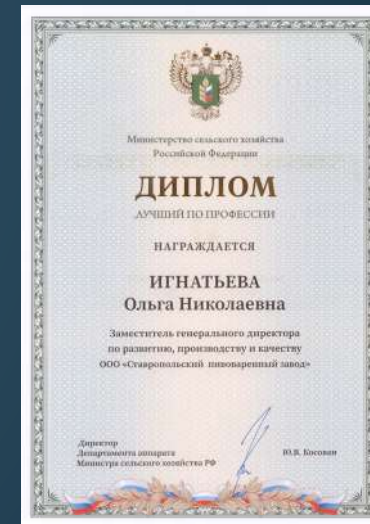 Министерство сельского хозяйства
Российской Федерации
ДИПЛОМ
ЛУЧШИЙ ПО ПРОФЕССИИ
НАГРАЖДАЕТСЯ
ИГНАТЬЕВА
Ольга Николаевна
Заместитель генерального директора
по развитию, производству и качеству
ООО «Ставропольский пивоваренный завод»
Директор
Департамента аппарата
Министра сельского хозяйства РФ
Ю.В. Косован